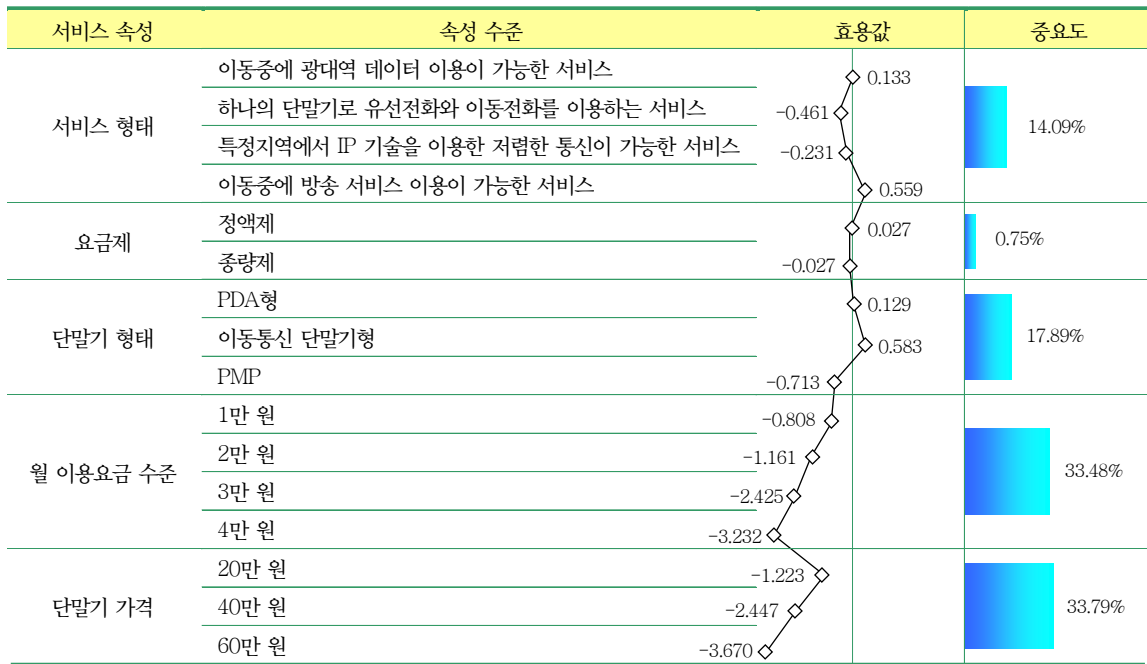 서비스 속성 속성 수준 효용값 중요도
서비스 형태 14.09%
이동중에 광대역 데이터 이용이 가능한 서비스 0.133
하나의 단말기로 유선전화와 이동전화를 이용하는 서비스 -0.461
특정지역에서 IP 기술을 이용한 저렴한 통신이 가능한 서비스 -0.231
이동중에 방송 서비스 이용이 가능한 서비스 0.559
요금제 0.75%
정액제 0.027
종량제 -0.027
단말기 형태 17.89%
PDA형 0.129
이동통신 단말기형 0.583
PMP -0.713
월 이용요금 수준 33.48%
1만 원 -0.808
2만 원 -1.161
3만 원 -2.425
4만 원 -3.232
단말기 가격 33.79%
20만 원 -1.223
40만 원 -2.447
60만 원 -3.670